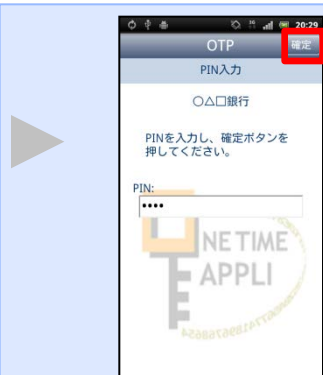 20:29
OTP
確定
PIN入力
○△□銀行
PINを入力し、確定ボタンを
押してください。
PIN:
••••
NE TIME
APPLI